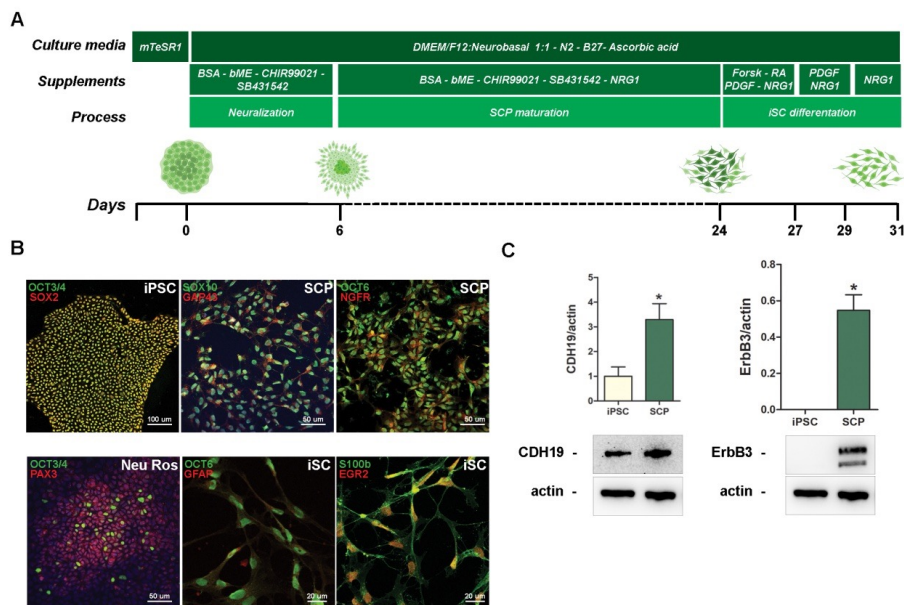 A
Culture media
mTeSR1
DMEM/F12:Neurobasal 1:1 - N2 - B27- Ascorbic acid
Supplements
BSA - bME - CHIR99021 -
SB431542
BSA - bME - CHIR99021 - SB431542 - NRG1
Forsk - RA
PDGF - NRG1
PDGF
NRG1
NRG1
Process
Neuralization
SCP maturation
iSC differentation
Days
0
6
24
27
29
31
B
OCT3/4
SOX2
iPSC
100 um
SOX10
GAP43
SCP
50 um
OCT6
NGFR
SCP
50 um
OCT3/4
PAX3
Neu Ros
50 um
OCT6
GFAP
iSC
20 um
S100b
EGR2
iSC
20 um
C
CDH19/actin
5
4
3
2
1
0
*
iPSC
SCP
CDH19 -
actin -
ErbB3/actin
0.8
0.6
0.4
0.2
0.0
*
iPSC
SCP
ErbB3 -
actin -